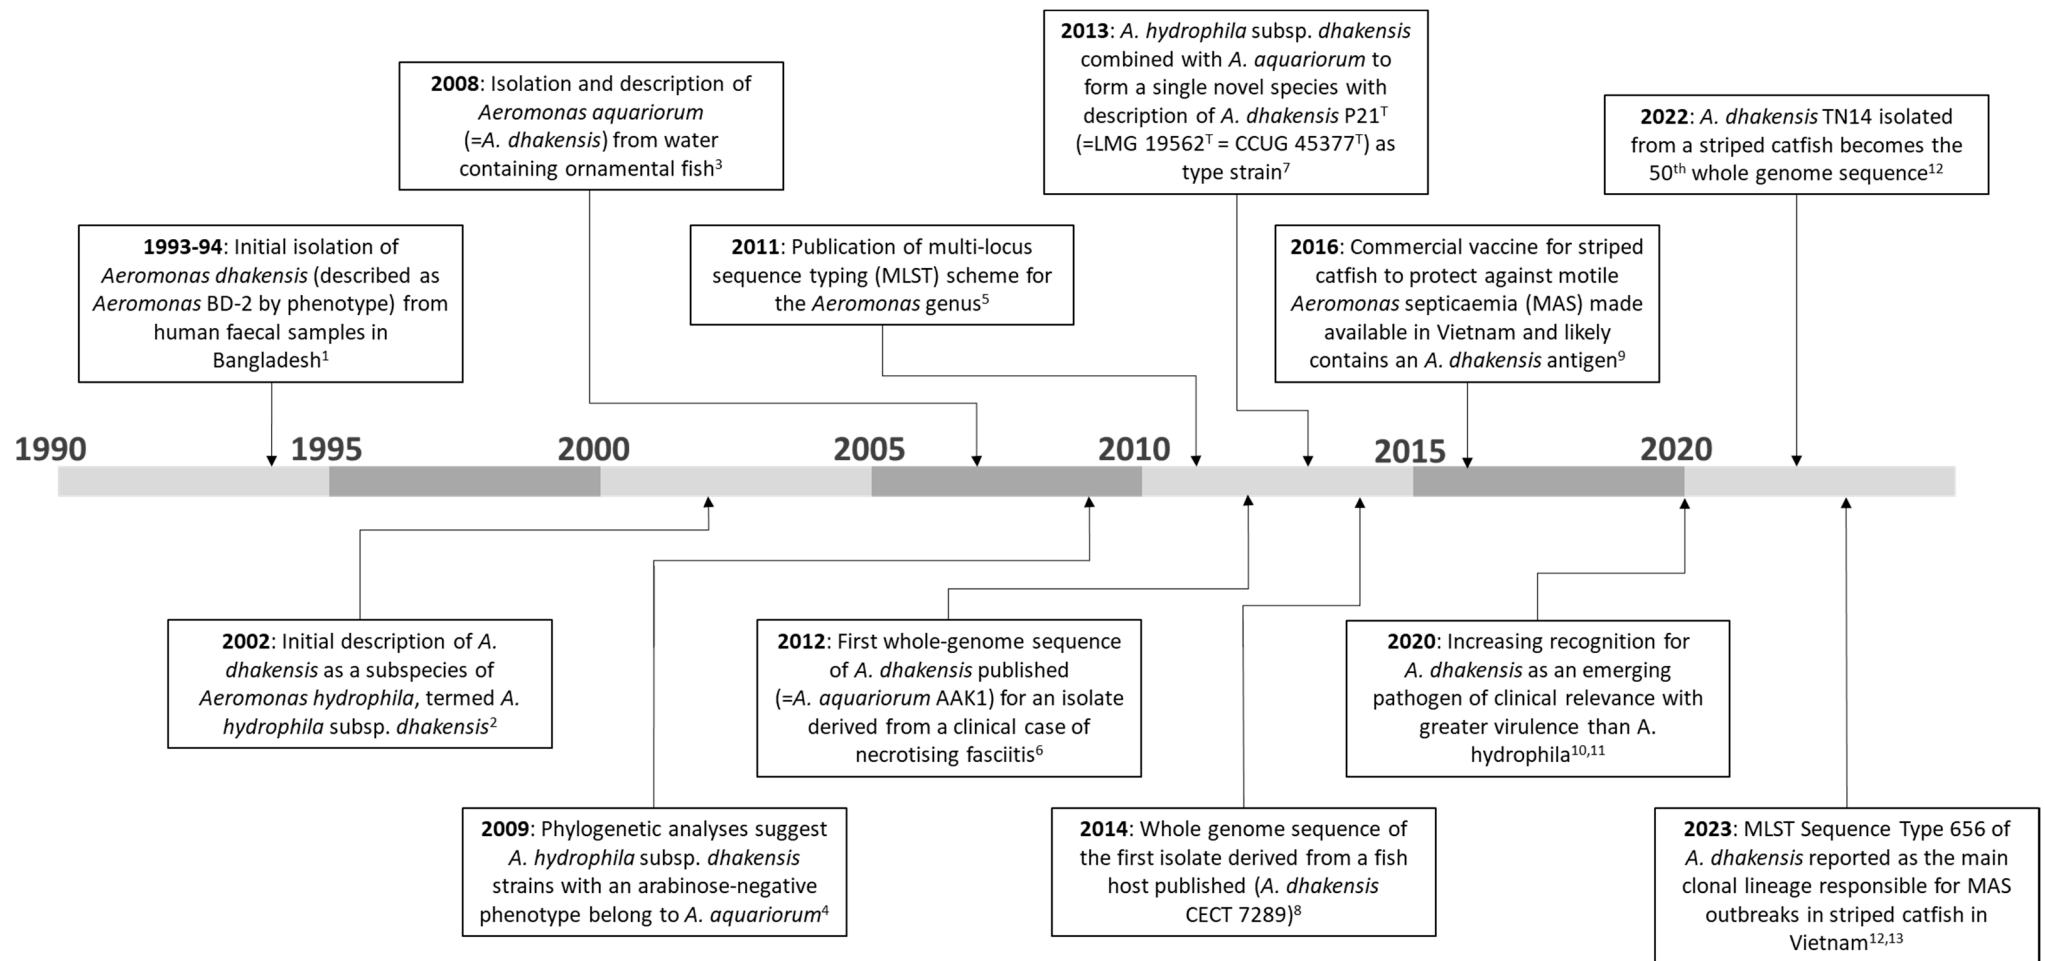 2008: Isolation and description of
Aeromonas aquariorum
(=A. dhakensis) from water
containing ornamental fish³
2013: A. hydrophila subsp. dhakensis
combined with A. aquariorum to
form a single novel species with
description of A. dhakensis P21ᵀ
(=LMG 19562ᵀ = CCUG 45377ᵀ) as
type strain⁷
2022: A. dhakensis TN14 isolated
from a striped catfish becomes the
50ᵗʰ whole genome sequence¹²
1993-94: Initial isolation of
Aeromonas dhakensis (described as
Aeromonas BD-2 by phenotype) from
human faecal samples in
Bangladesh¹
2011: Publication of multi-locus
sequence typing (MLST) scheme for
the Aeromonas genus⁵
2016: Commercial vaccine for striped
catfish to protect against motile
Aeromonas septicaemia (MAS) made
available in Vietnam and likely
contains an A. dhakensis antigen⁹
1990 1995 2000 2005 2010 2015 2020
2002: Initial description of A.
dhakensis as a subspecies of
Aeromonas hydrophila, termed A.
hydrophila subsp. dhakensis²
2012: First whole-genome sequence
of A. dhakensis published
(=A. aquariorum AAK1) for an isolate
derived from a clinical case of
necrotising fasciitis⁶
2020: Increasing recognition for
A. dhakensis as an emerging
pathogen of clinical relevance with
greater virulence than A.
hydrophila¹⁰,¹¹
2009: Phylogenetic analyses suggest
A. hydrophila subsp. dhakensis
strains with an arabinose-negative
phenotype belong to A. aquariorum⁴
2014: Whole genome sequence of
the first isolate derived from a fish
host published (A. dhakensis
CECT 7289)⁸
2023: MLST Sequence Type 656 of
A. dhakensis reported as the main
clonal lineage responsible for MAS
outbreaks in striped catfish in
Vietnam¹²,¹³